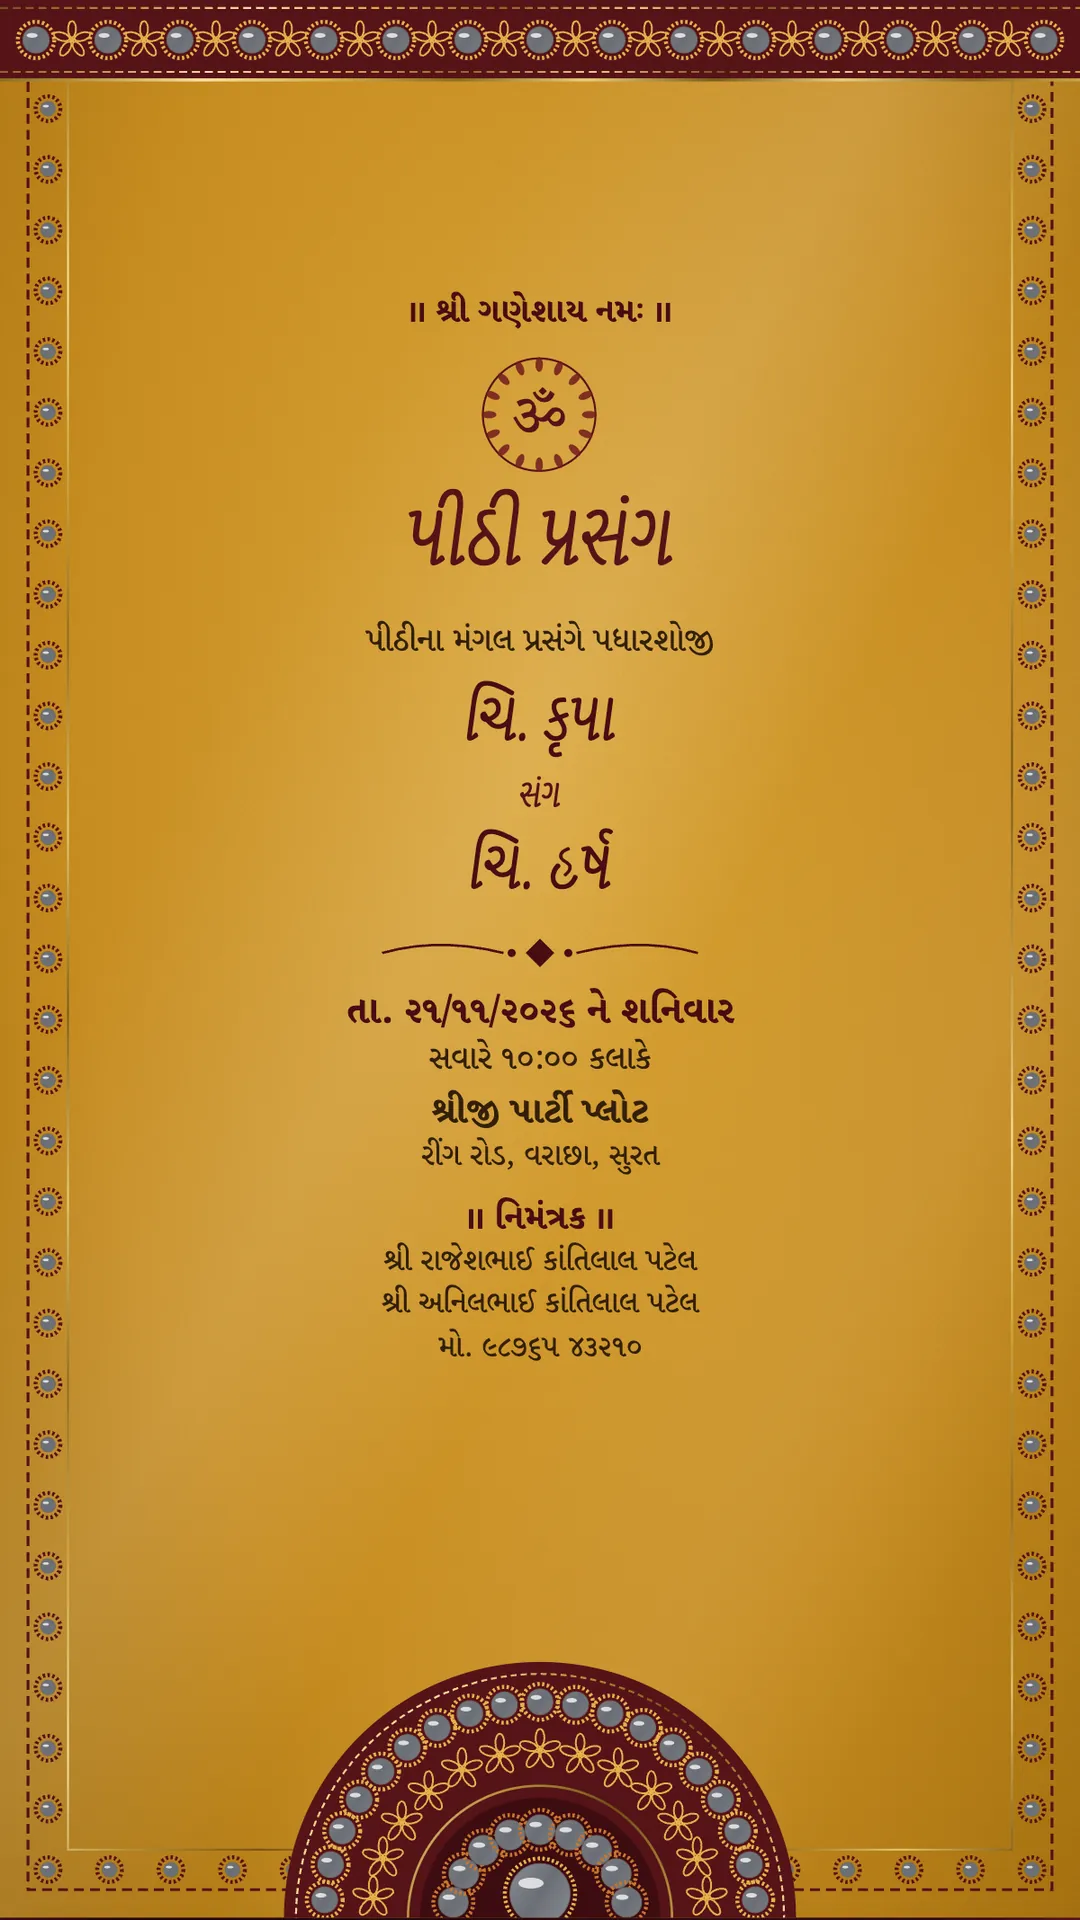 ॥ શ્રી ગણેશાય નમઃ ॥
ૐ
પીઠી પ્રસંગ
પીઠીના મંગલ પ્રસંગે પધારશોજી
ચિ. કૃપા
સંગ
ચિ. હર્ષ
તા. ૨૧/૧૧/૨૦૨૬ ને શનિવાર
સવારે ૧૦:૦૦ કલાકે
શ્રીજી પાર્ટી પ્લોટ
રીંગ રોડ, વરાછા, સુરત
॥ નિમંત્રક ॥
શ્રી રાજેશભાઈ કાંતિલાલ પટેલ
શ્રી અનિલભાઈ કાંતિલાલ પટેલ
મો. ૯૮૭૬૫ ૪૩૨૧૦